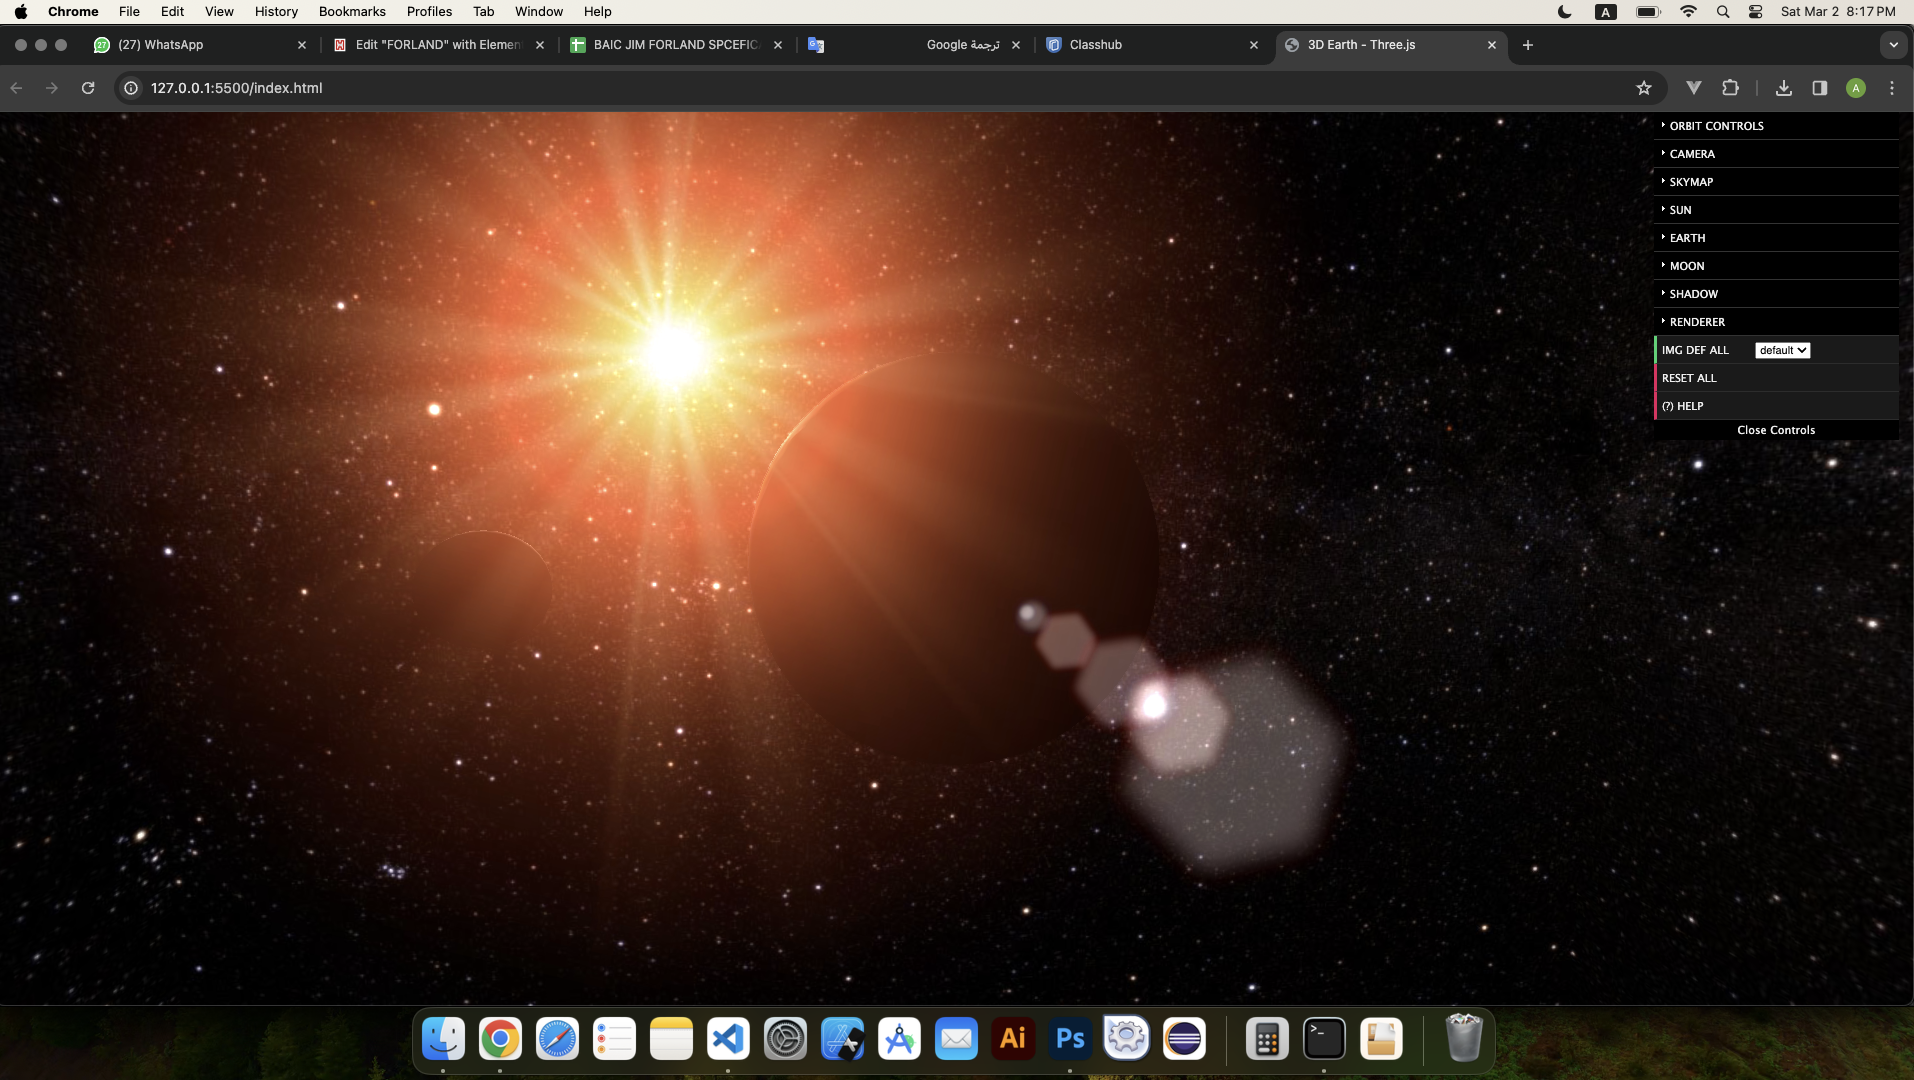 Chrome File Edit View History Bookmarks Profiles Tab Window Help A Sat Mar 2 8:17 PM
(27) WhatsApp
Edit "FORLAND" with Elemen
BAIC JIM FORLAND SPCEFIC
ترجمة Google
Classhub
3D Earth - Three.js
127.0.0.1:5500/index.html
A
ORBIT CONTROLS
CAMERA
SKYMAP
SUN
EARTH
MOON
SHADOW
RENDERER
IMG DEF ALL default
RESET ALL
(?) HELP
Close Controls
Ai Ps